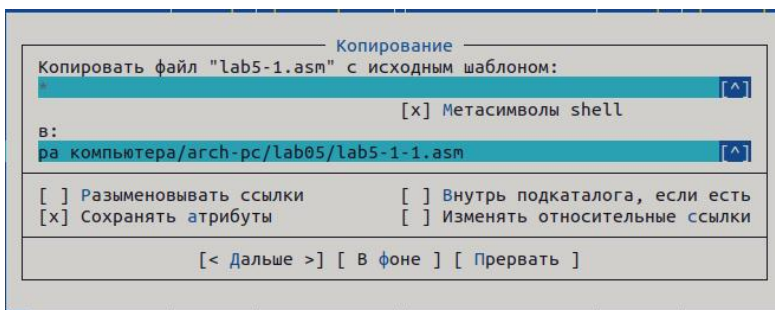 Копирование
Копировать файл "lab5-1.asm" с исходным шаблоном:
* [^]
[x] Метасимволы shell
в:
ра компьютера/arch-pc/lab05/lab5-1-1.asm [^]
[ ] Разыменовывать ссылки [ ] Внутрь подкаталога, если есть
[x] Сохранять атрибуты [ ] Изменять относительные ссылки
[< Дальше >] [ В фоне ] [ Прервать ]